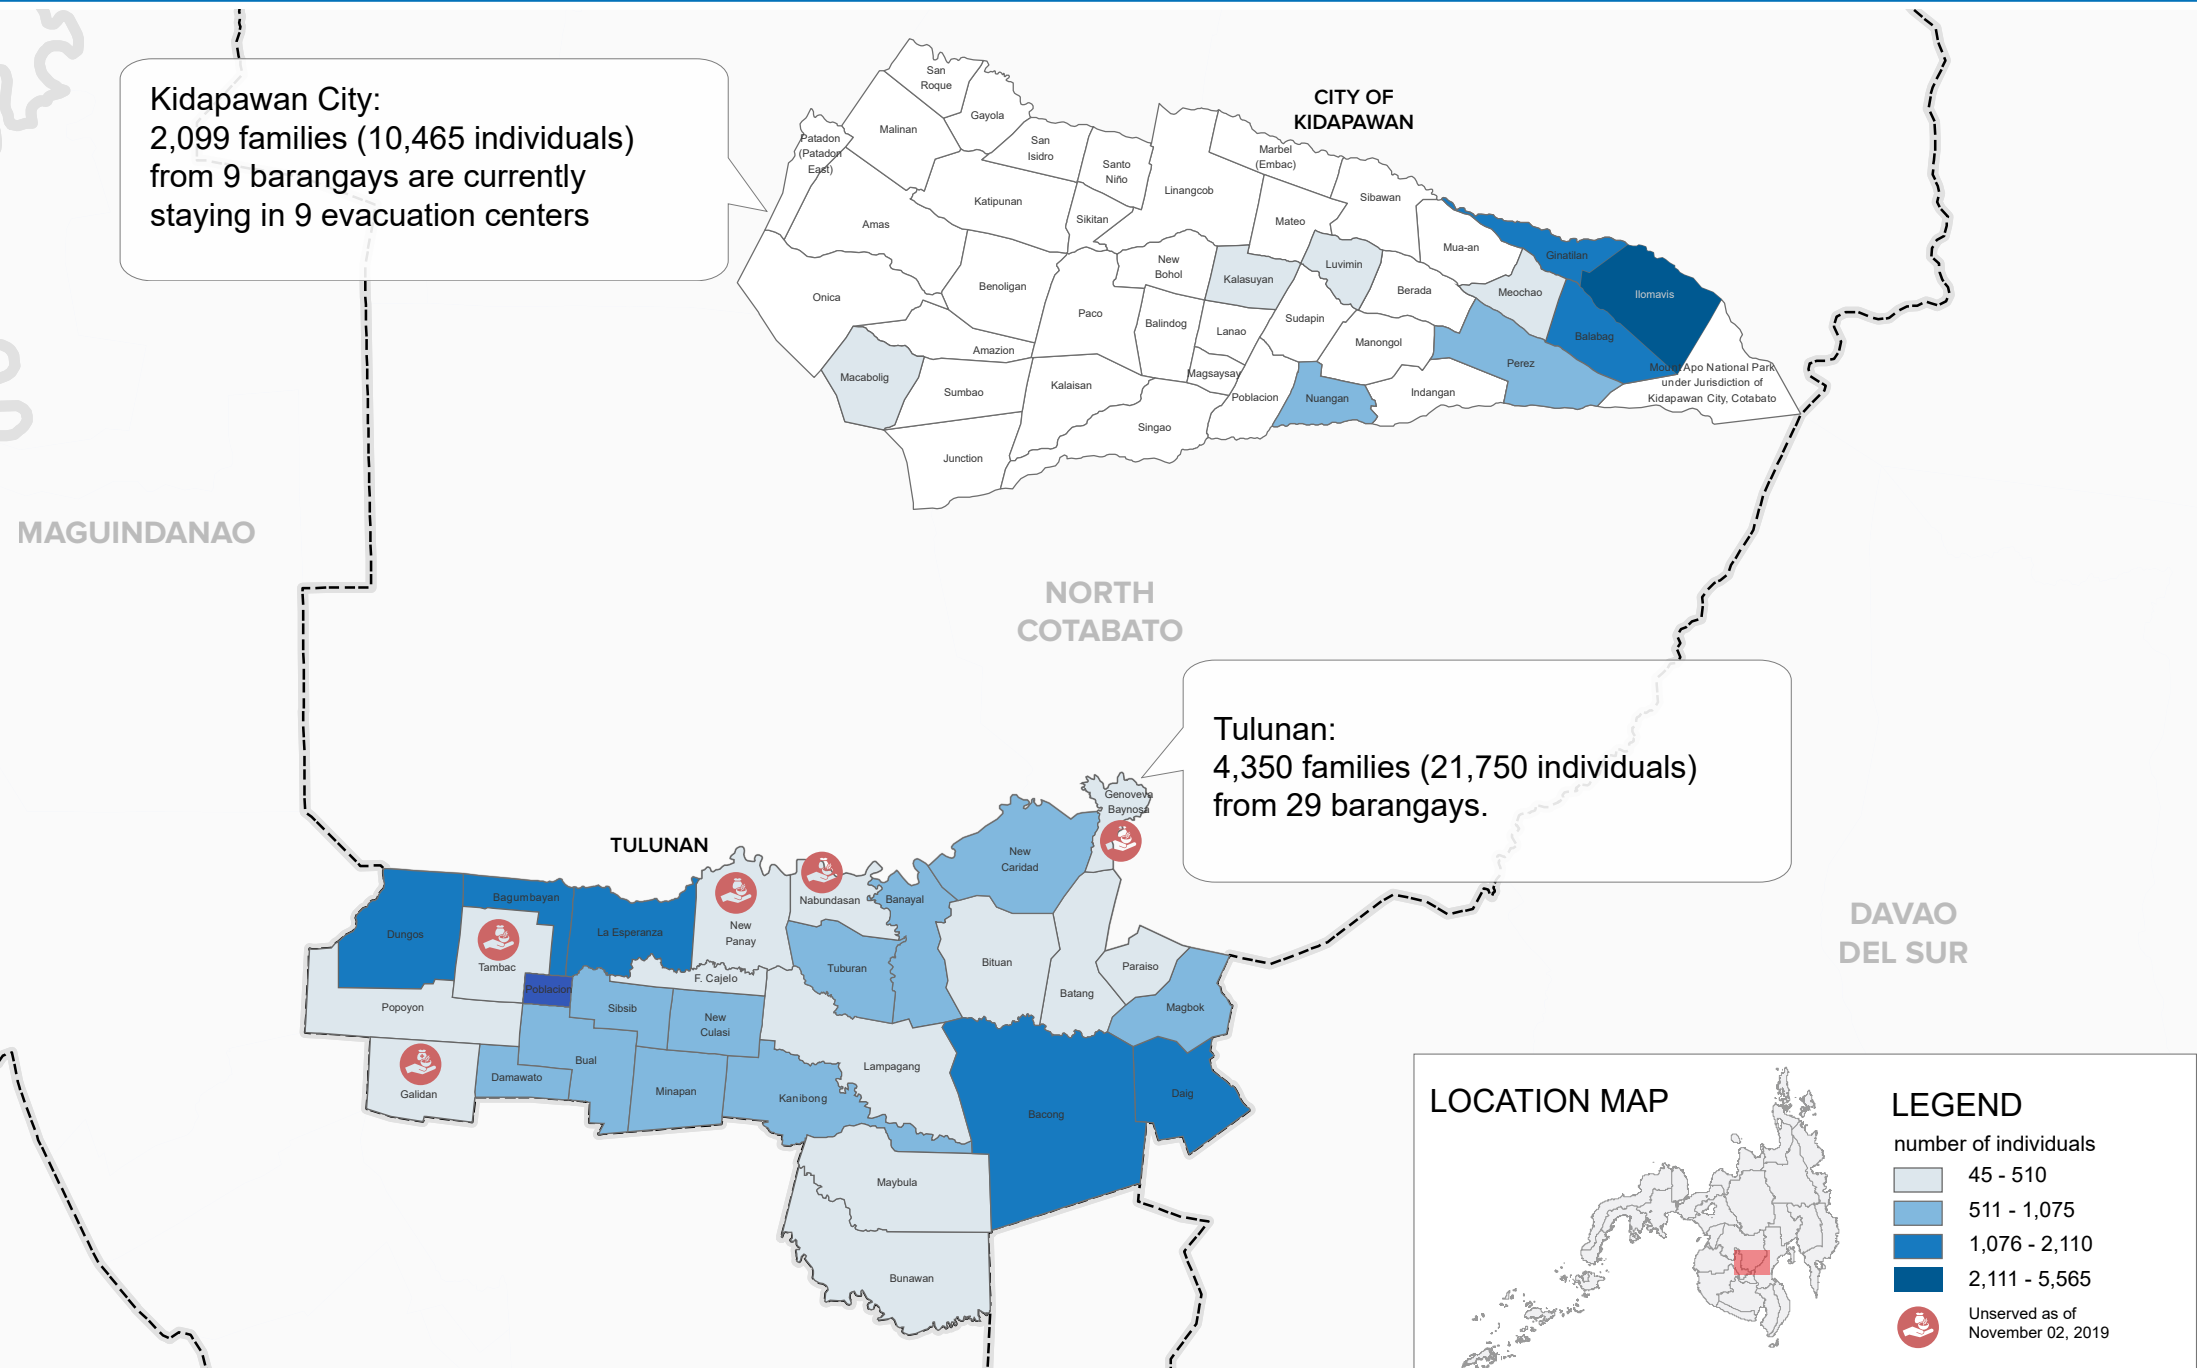 Kidapawan City:
2,099 families (10,465 individuals)
from 9 barangays are currently
staying in 9 evacuation centers
CITY OF
KIDAPAWAN
San
Roque
Gayola
Malinan
Patadon
(Patadon
East)
San
Isidro
Santo
Niño
Marbel
(Embac)
Linangcob
Sibawan
Katipunan
Sikitan
Mateo
Amas
Mua-an
Ginatilan
New
Bohol
Kalasuyan
Luvimin
Benoligan
Onica
Berada
Meochao
Ilomavis
Paco
Balindog
Lanao
Sudapin
Manongol
Balabag
Amazion
Perez
Macabolig
Magsaysay
Mount Apo National Park
under Jurisdiction of
Kidapawan City, Cotabato
Sumbao
Kalaisan
Poblacion
Nuangan
Indangan
Singao
Junction
MAGUINDANAO
NORTH
COTABATO
Tulunan:
4,350 families (21,750 individuals)
from 29 barangays.
TULUNAN
Genoveva
Baynosa
New
Caridad
Bagumbayan
Nabundasan
Banayal
Dungos
La Esperanza
New
Panay
Tambac
Tuburan
Bituan
Paraiso
F. Cajelo
Poblacion
Batang
Popoyon
Sibsib
New
Culasi
Magbok
Bual
Lampagang
Damawato
Galidan
Minapan
Kanibong
Bacong
Daig
Maybula
Bunawan
DAVAO
DEL SUR
LOCATION MAP
LEGEND
number of individuals
45 - 510
511 - 1,075
1,076 - 2,110
2,111 - 5,565
Unserved as of
November 02, 2019